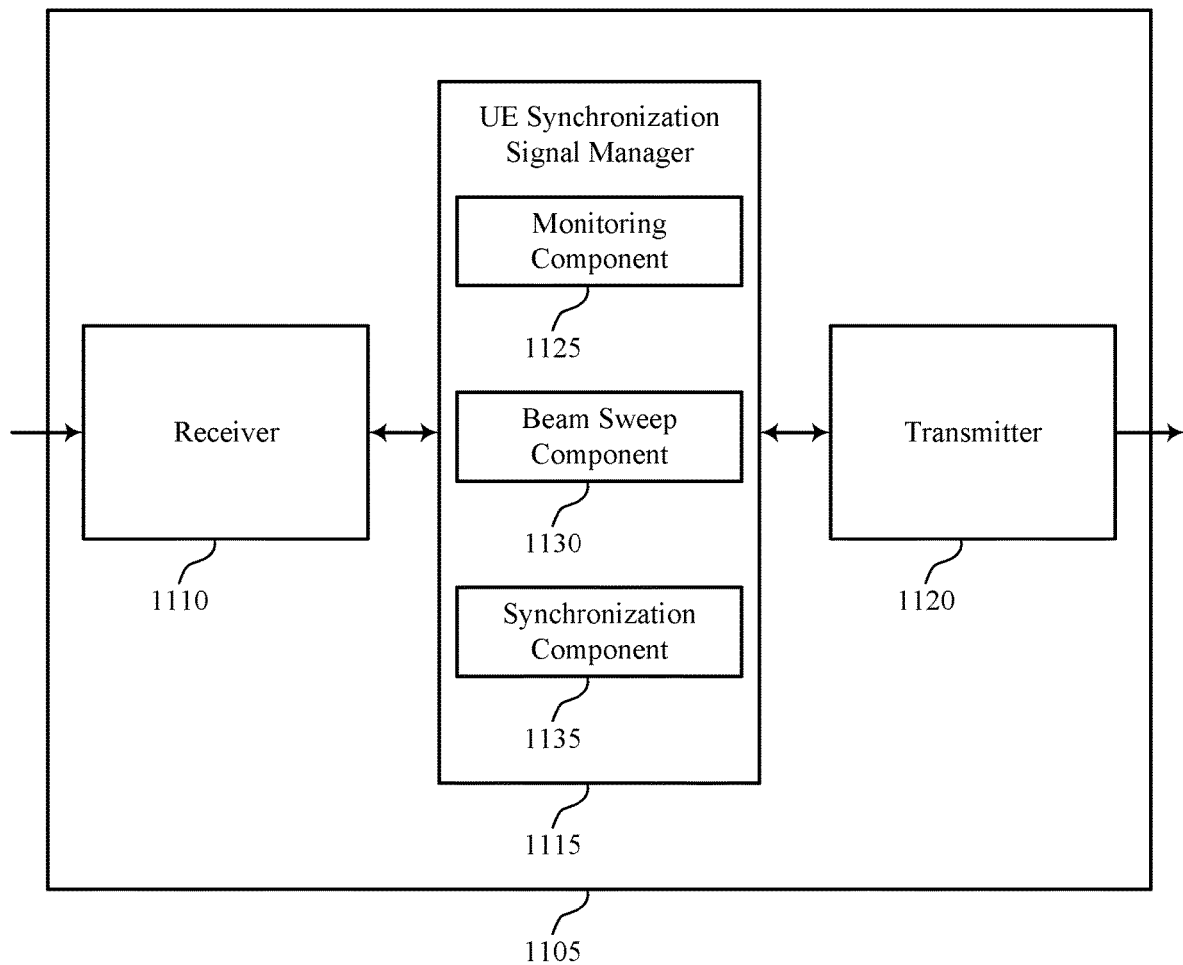 UE Synchronization
Signal Manager
Monitoring
Component
1125
Receiver
1110
Beam Sweep
Component
1130
Transmitter
1120
Synchronization
Component
1135
1115
1105